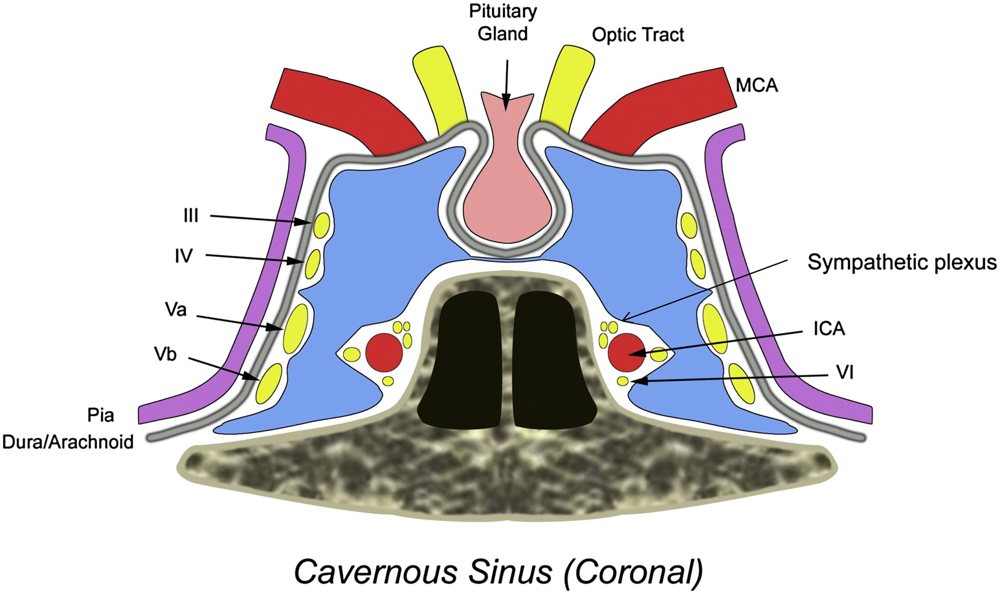 Pituitary
Gland
Optic Tract
MCA
III
IV
Sympathetic plexus
Va
ICA
Vb
VI
Pia
Dura/Arachnoid
Cavernous Sinus (Coronal)